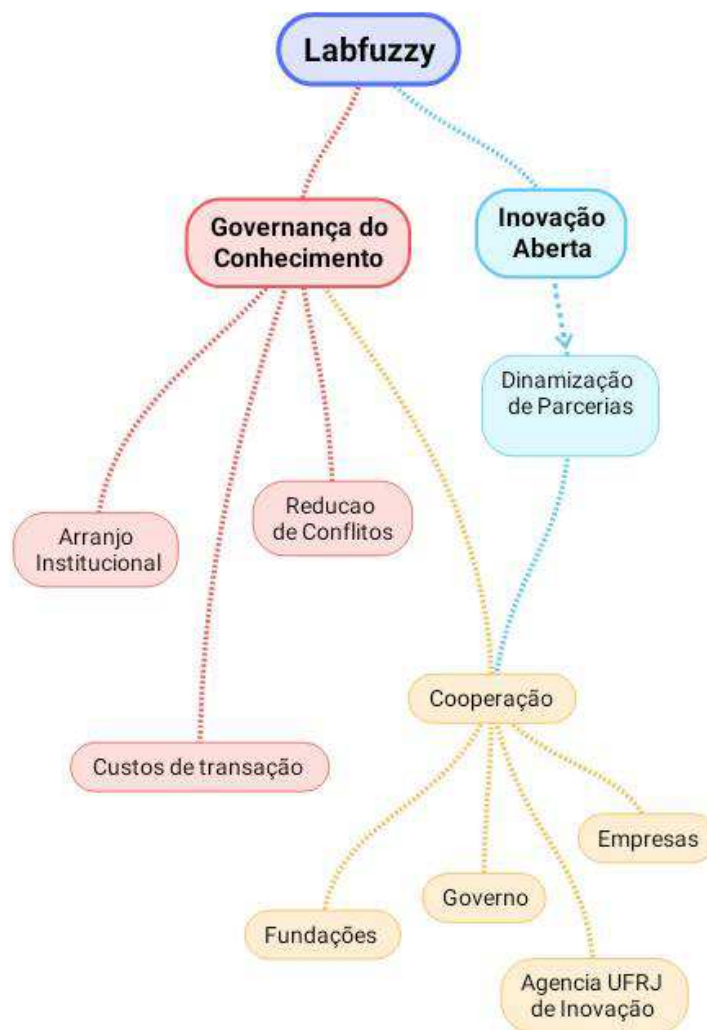 Labfuzzy
Governança do
Conhecimento
Inovação
Aberta
Dinamização
de Parcerias
Arranjo
Institucional
Reducao
de Conflitos
Cooperação
Custos de transação
Empresas
Governo
Fundações
Agencia UFRJ
de Inovação